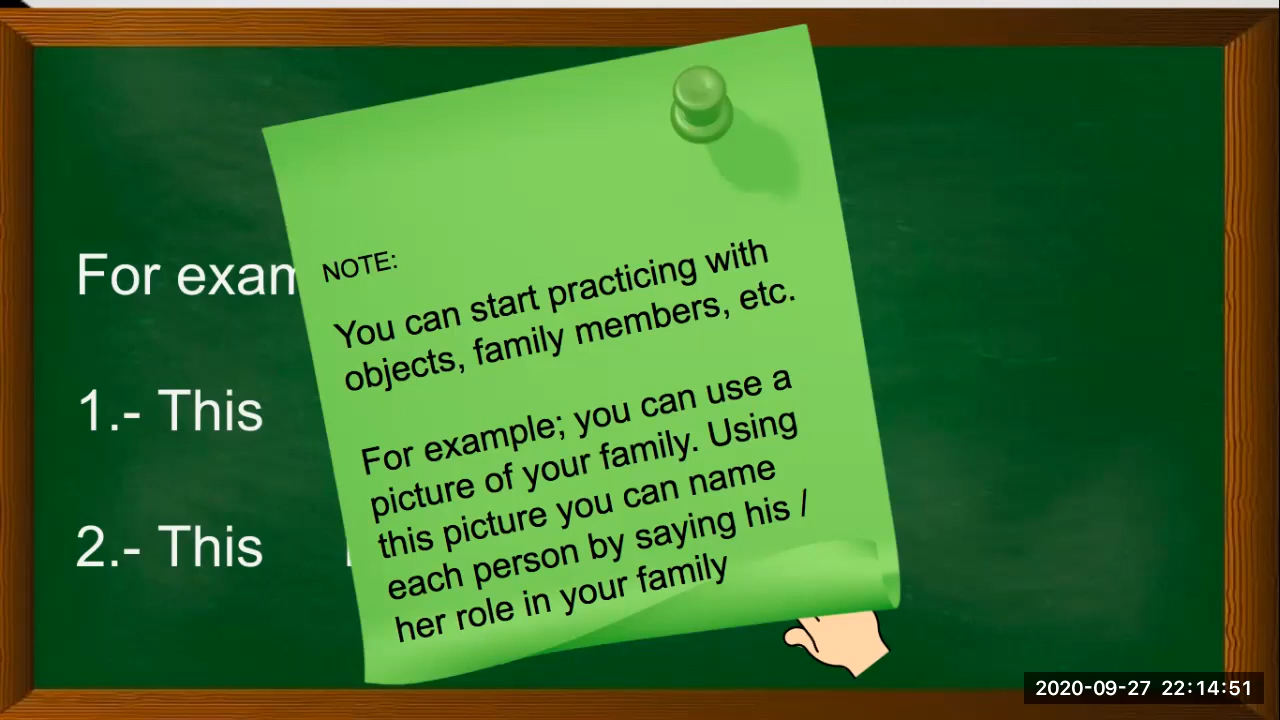 For exam
1.- This
2.- This
NOTE:
You can start practicing with
objects, family members, etc.
For example; you can use a
picture of your family. Using
this picture you can name
each person by saying his /
her role in your family
2020-09-27 22:14:51